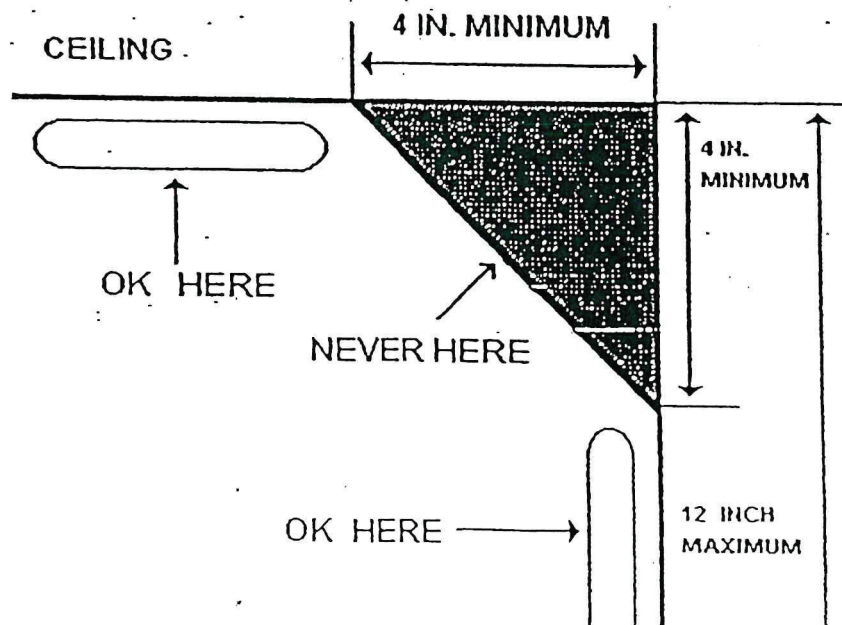 4 IN. MINIMUM
CEILING
4 IN.
MINIMUM
OK HERE
NEVER HERE
OK HERE
12 INCH
MAXIMUM